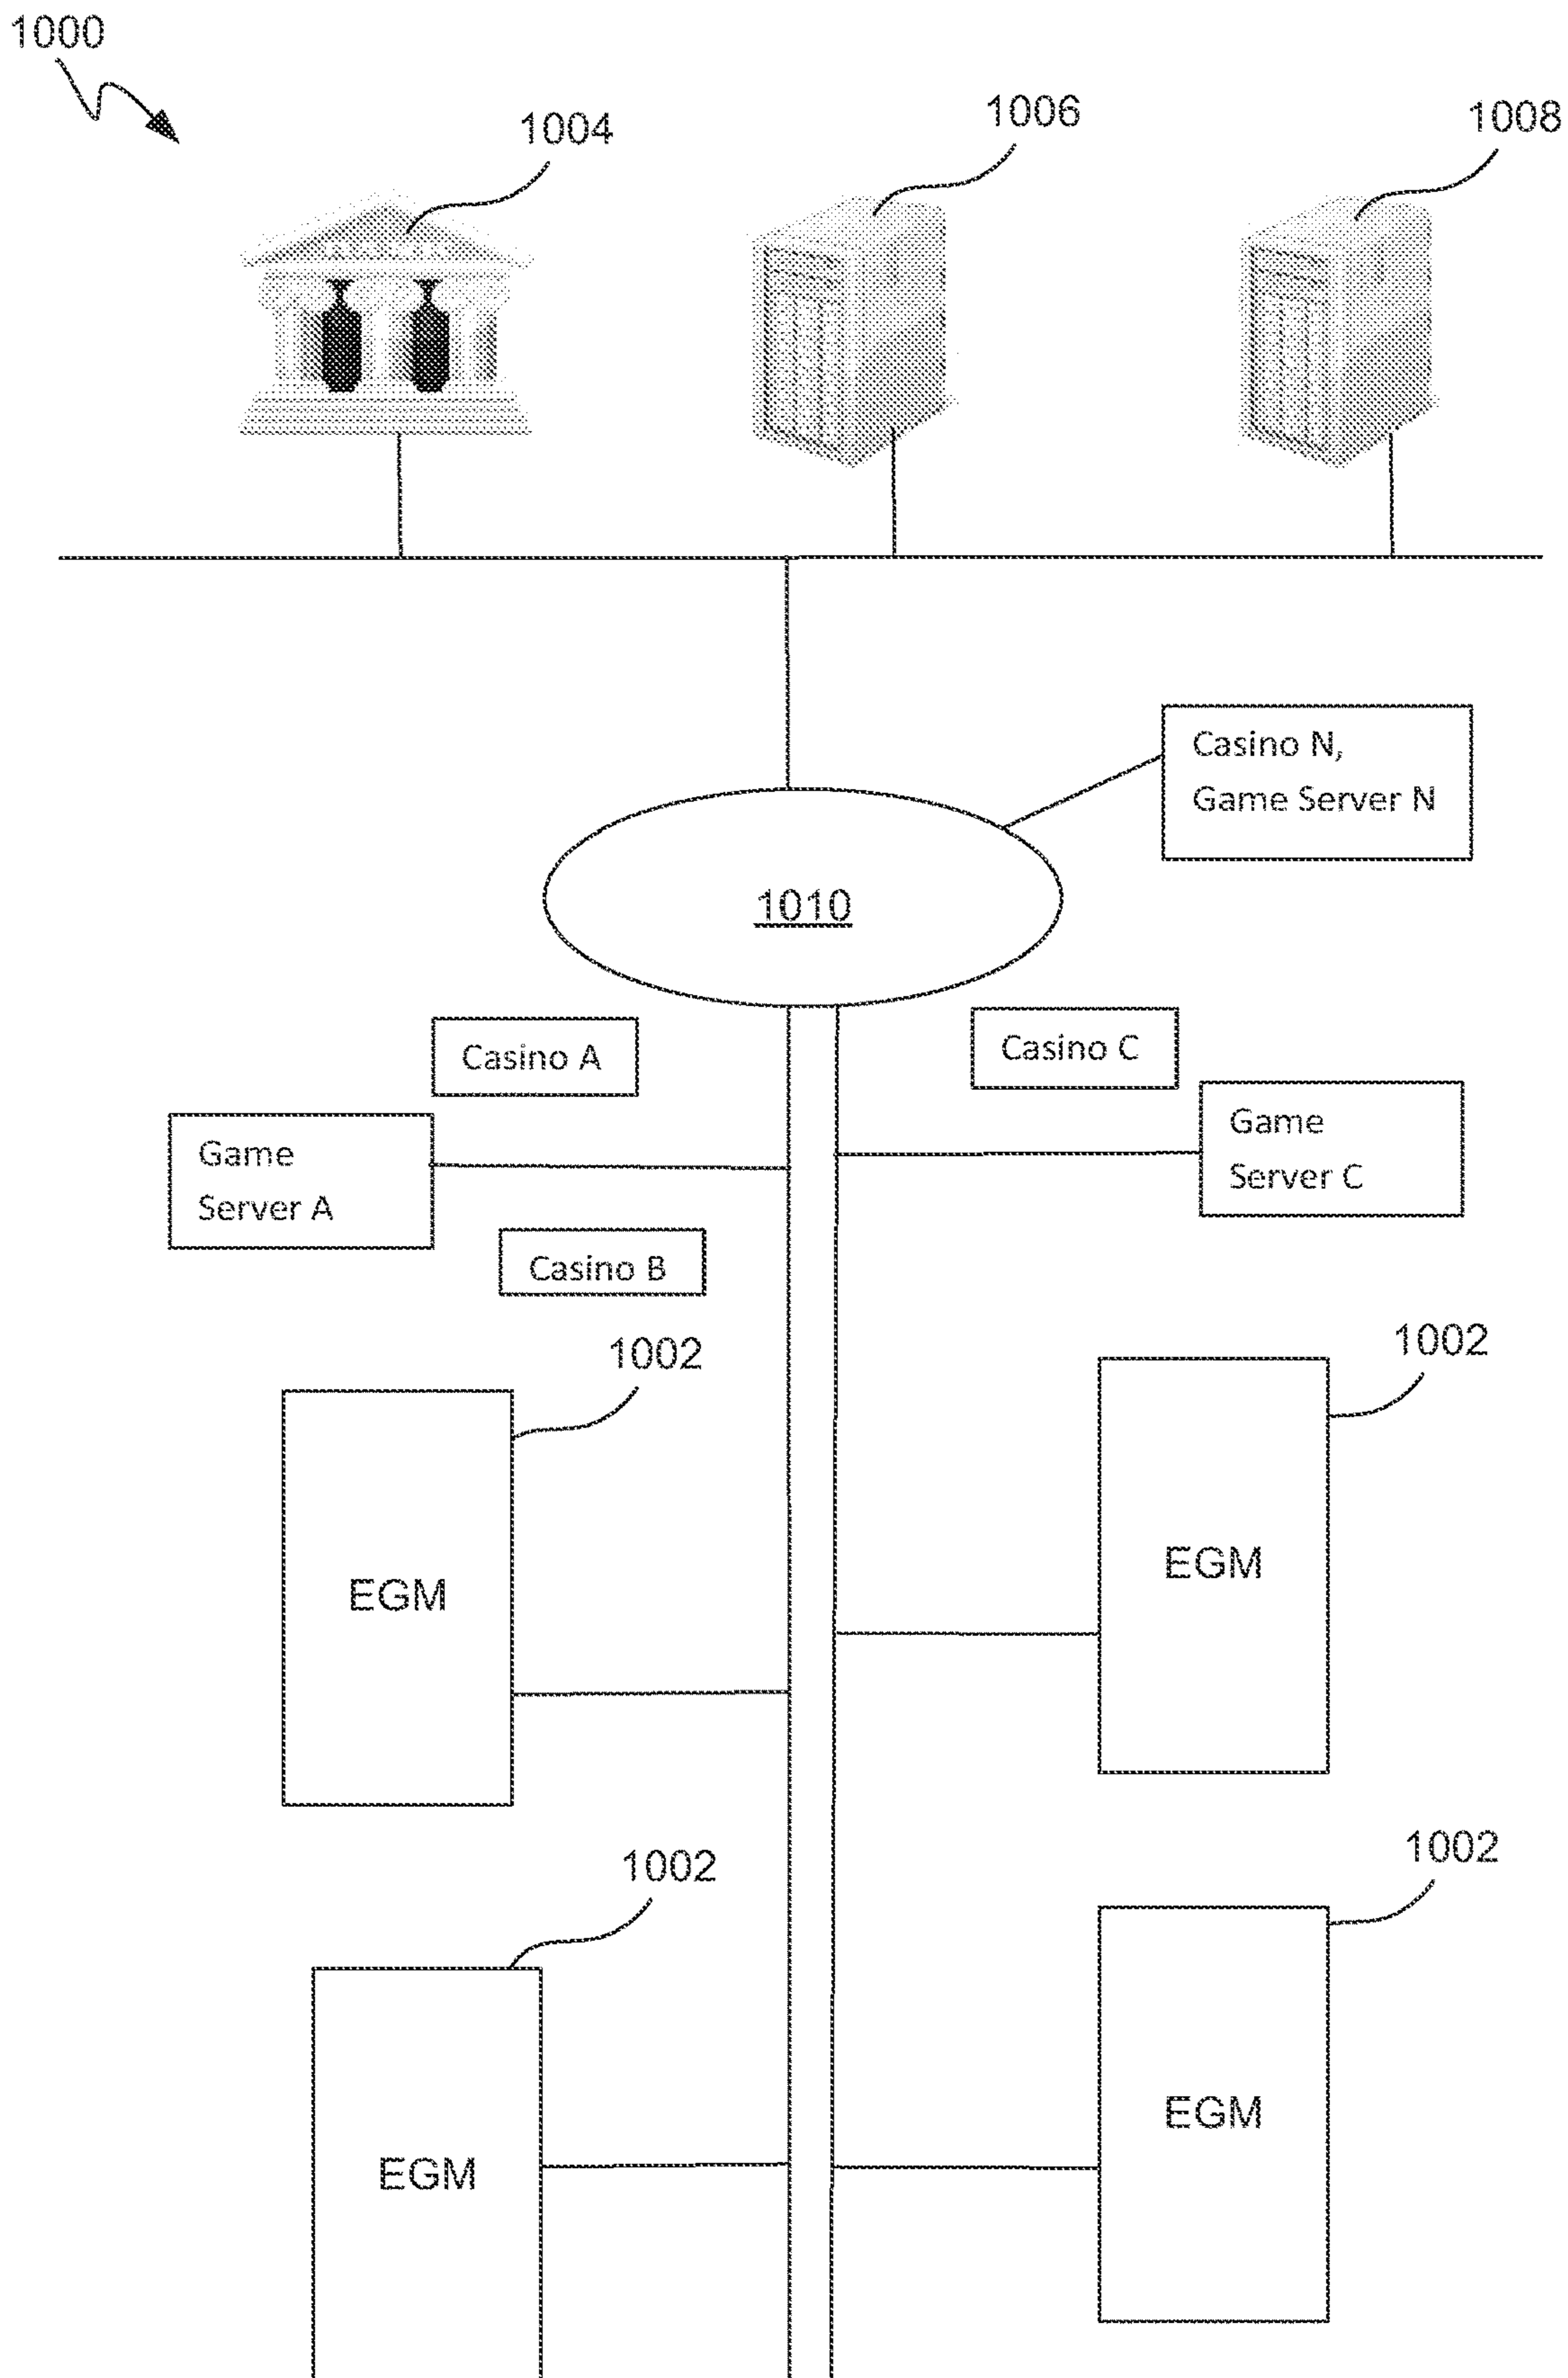 1000
1004
1006
1008
Casino N,
Game Server N
1010
Casino A
Casino C
Game
Server A
Game
Server C
Casino B
1002
1002
EGM
EGM
1002
1002
EGM
EGM